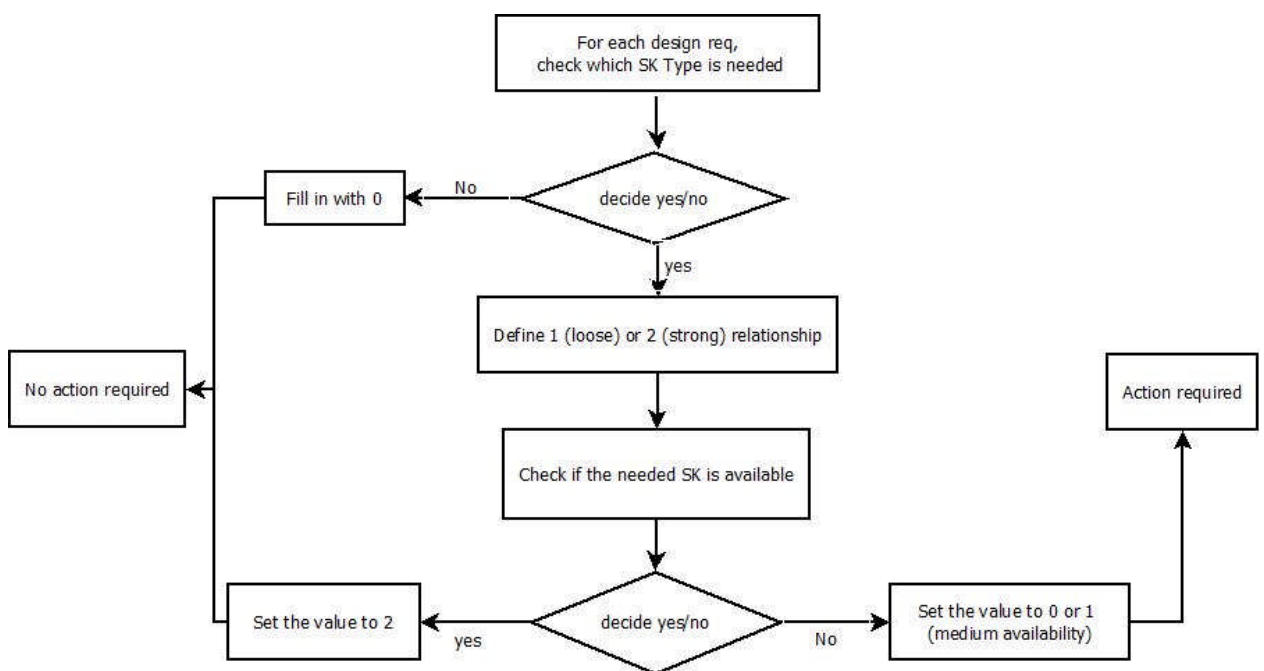 For each design req,
check which SK Type is needed
decide yes/no
No
Fill in with 0
yes
Define 1 (loose) or 2 (strong) relationship
No action required
Action required
Check if the needed SK is available
decide yes/no
yes
Set the value to 2
No
Set the value to 0 or 1
(medium availability)